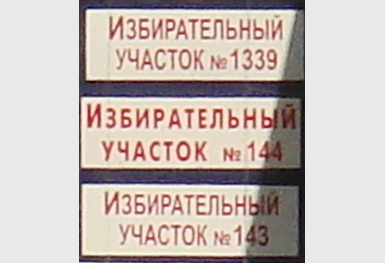 Избирательный
участок №1339
Избирательный
участок №144
Избирательный
участок №143